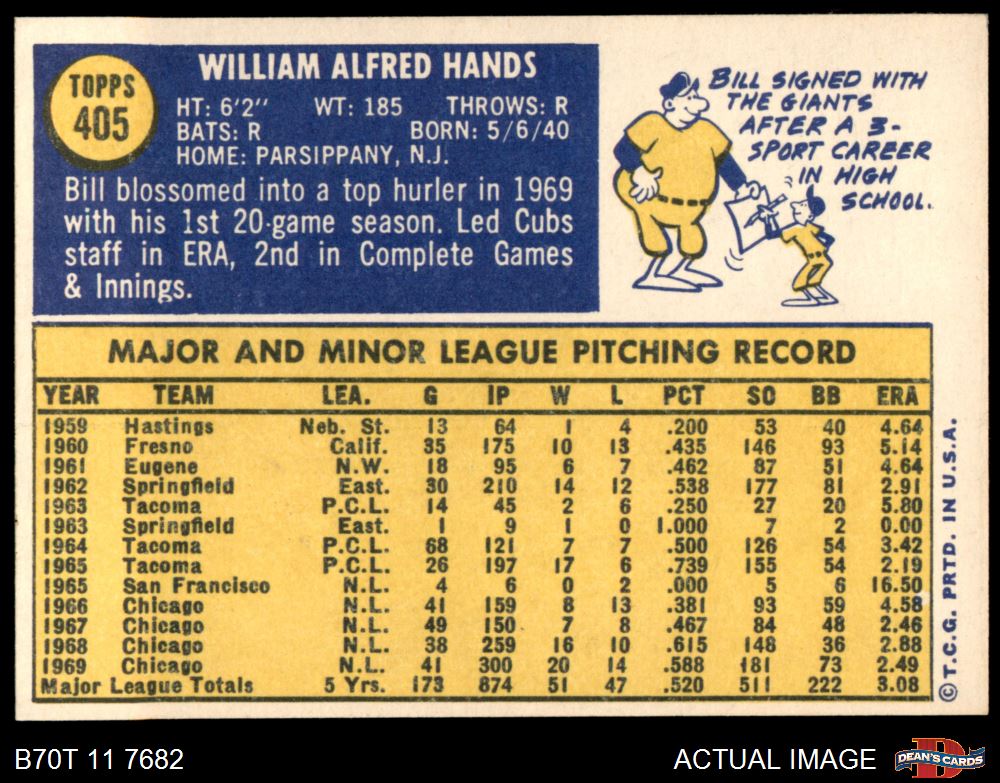 TOPPS
405
WILLIAM ALFRED HANDS
HT: 6'2" WT: 185 THROWS: R
BATS: R BORN: 5/6/40
HOME: PARSIPPANY, N.J.
Bill blossomed into a top hurler in 1969
with his 1st 20-game season. Led Cubs
staff in ERA, 2nd in Complete Games
& Innings.
BILL SIGNED WITH
THE GIANTS
AFTER A 3-
SPORT CAREER
IN HIGH
SCHOOL.
MAJOR AND MINOR LEAGUE PITCHING RECORD
YEAR TEAM LEA. G IP W L PCT SO BB ERA
1959 Hastings Neb. St. 13 64 1 4 .200 53 40 4.64
1960 Fresno Calif. 35 175 10 13 .435 146 93 5.14
1961 Eugene N.W. 18 95 6 7 .462 87 51 4.64
1962 Springfield East. 30 210 14 12 .538 177 81 2.91
1963 Tacoma P.C.L. 14 45 2 6 .250 27 20 5.80
1963 Springfield East. 1 9 1 0 1.000 7 2 0.00
1964 Tacoma P.C.L. 68 121 7 7 .500 126 54 3.42
1965 Tacoma P.C.L. 26 197 17 6 .739 155 54 2.19
1965 San Francisco N.L. 4 6 0 2 .000 5 6 16.50
1966 Chicago N.L. 41 159 8 13 .381 93 59 4.58
1967 Chicago N.L. 49 150 7 8 .467 84 48 2.46
1968 Chicago N.L. 38 259 16 10 .615 148 36 2.88
1969 Chicago N.L. 41 300 20 14 .588 181 73 2.49
Major League Totals 5 Yrs. 173 874 51 47 .520 511 222 3.08
© T.C.G. PRTD. IN U.S.A.
B70T 11 7682
ACTUAL IMAGE
D
DEAN'S CARDS